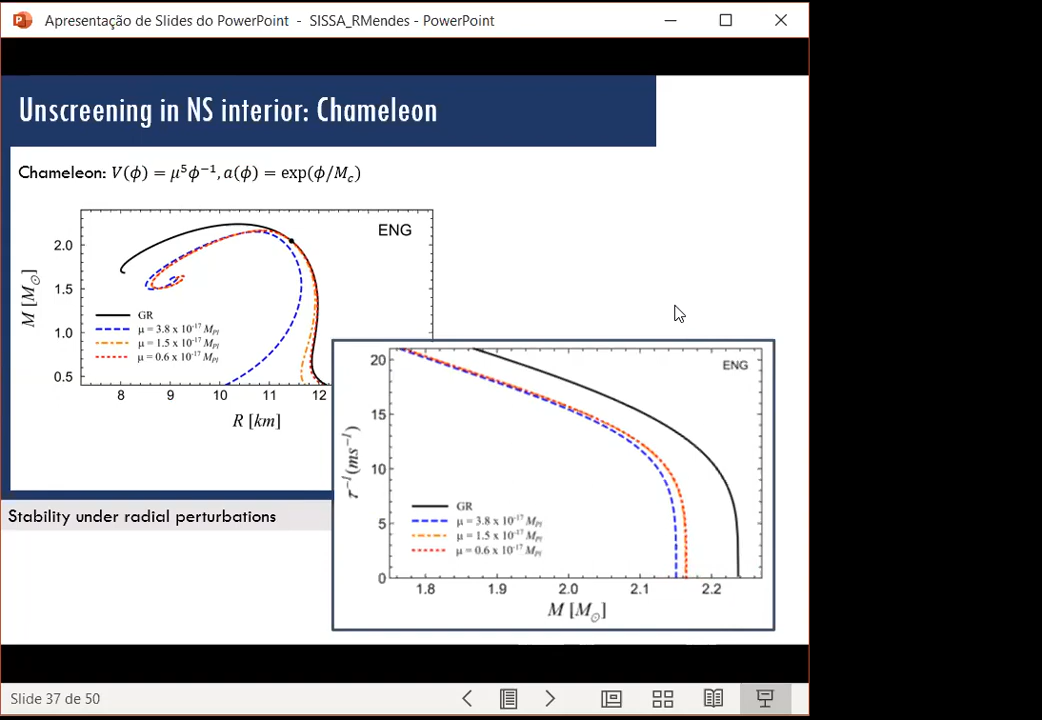 Apresentação de Slides do PowerPoint - SISSA_RMendes - PowerPoint
Unscreening in NS interior: Chameleon
Chameleon: V(ϕ) = μ⁵ϕ⁻¹, a(ϕ) = exp(ϕ/M_c)
ENG
2.0
1.5
1.0
0.5
M [M⊙]
GR
μ = 3.8 x 10⁻¹⁷ M_Pl
μ = 1.5 x 10⁻¹⁷ M_Pl
μ = 0.6 x 10⁻¹⁷ M_Pl
8 9 10 11 12
R [km]
ENG
20
15
10
5
0
τ⁻¹(ms⁻¹)
GR
μ = 3.8 x 10⁻¹⁷ M_Pl
μ = 1.5 x 10⁻¹⁷ M_Pl
μ = 0.6 x 10⁻¹⁷ M_Pl
1.8 1.9 2.0 2.1 2.2
M [M⊙]
Stability under radial perturbations
Slide 37 de 50